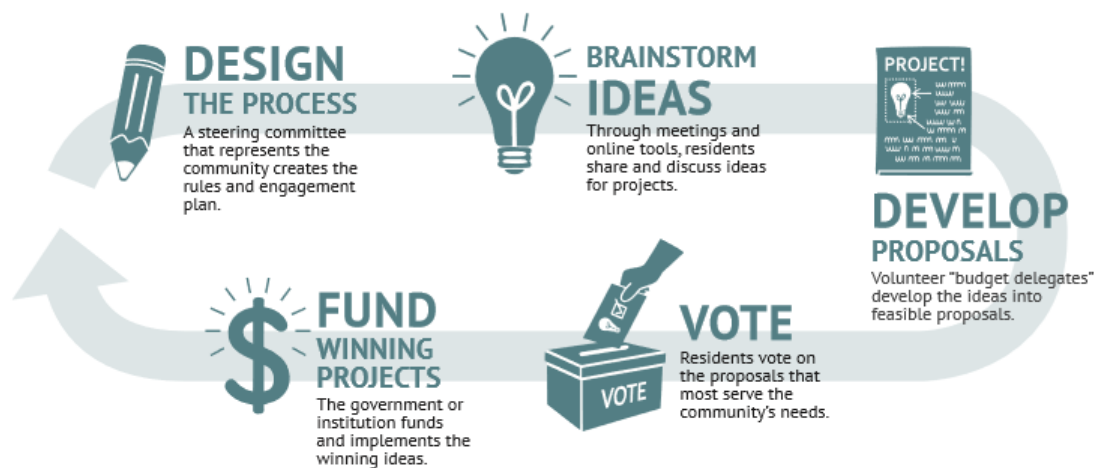 DESIGN
THE PROCESS
A steering committee
that represents the
community creates the
rules and engagement
plan.
BRAINSTORM
IDEAS
Through meetings and
online tools, residents
share and discuss ideas
for projects.
PROJECT!
DEVELOP
PROPOSALS
Volunteer “budget delegates”
develop the ideas into
feasible proposals.
VOTE
Residents vote on
the proposals that
most serve the
community’s needs.
VOTE
$
FUND
WINNING
PROJECTS
The government or
institution funds
and implements the
winning ideas.